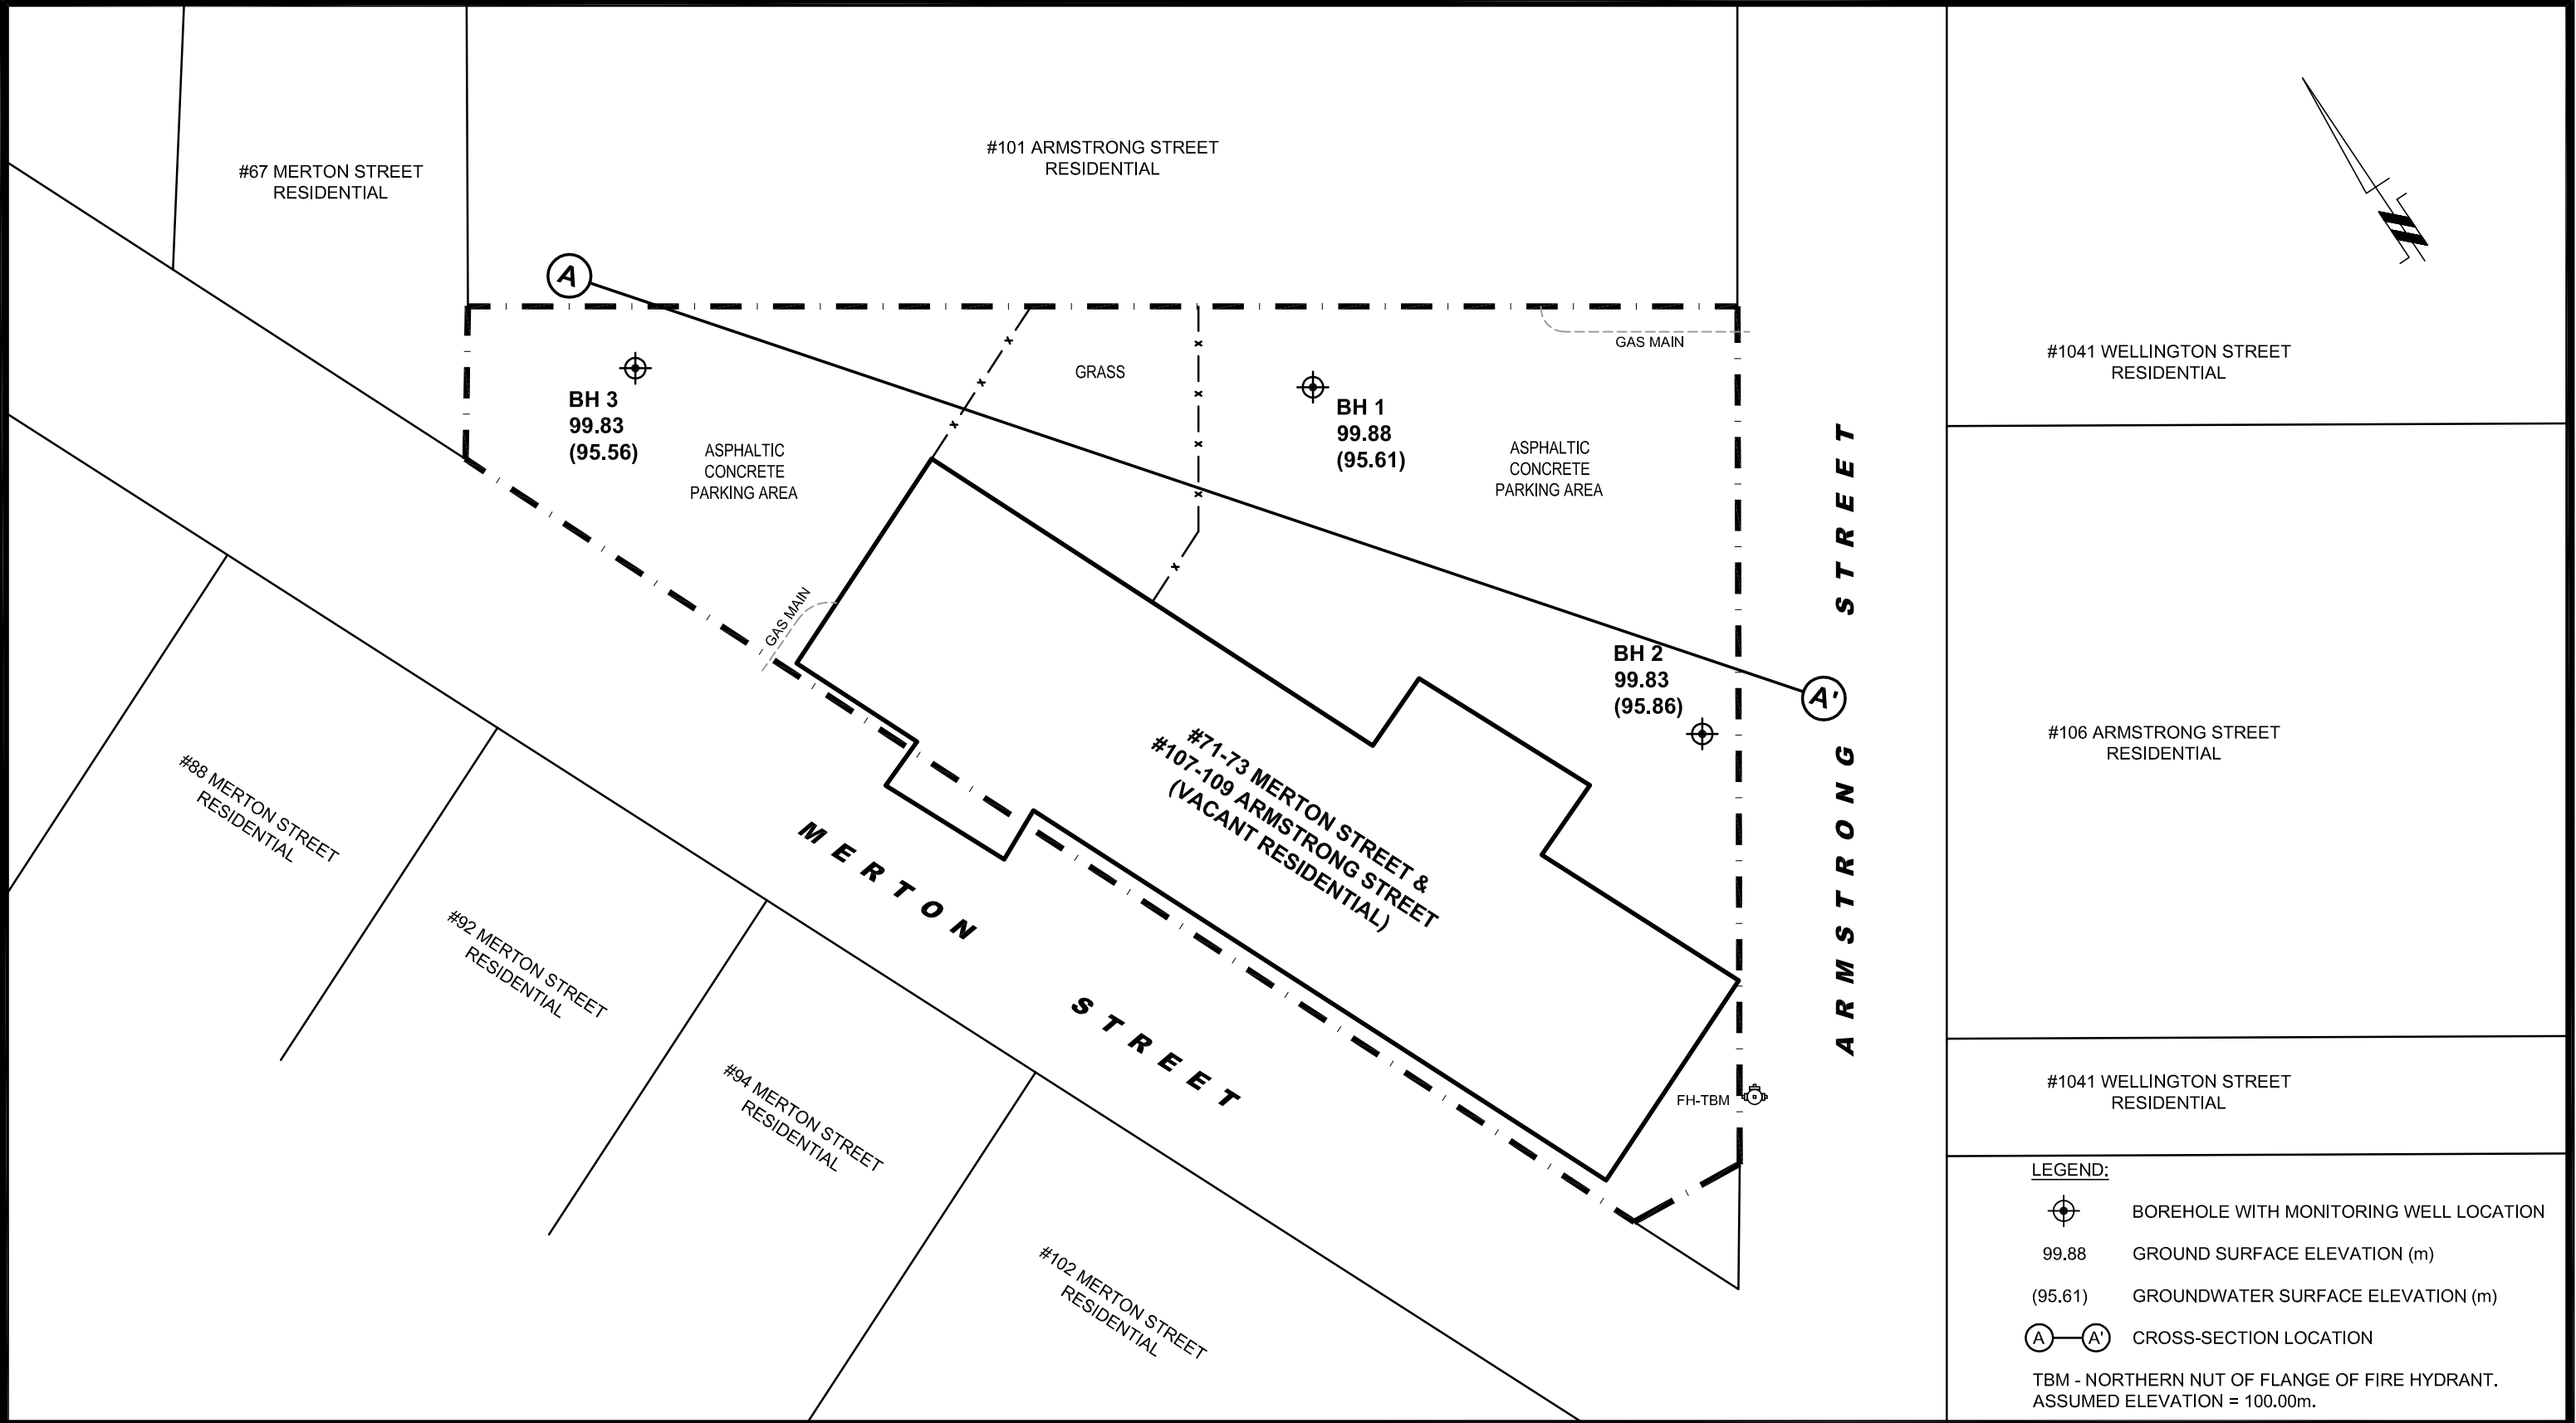 #67 MERTON STREET
RESIDENTIAL
#101 ARMSTRONG STREET
RESIDENTIAL
A
GAS MAIN
GRASS
BH 3
99.83
(95.56)
BH 1
99.88
(95.61)
ASPHALTIC
CONCRETE
PARKING AREA
ASPHALTIC
CONCRETE
PARKING AREA
GAS MAIN
BH 2
99.83
(95.86)
A'
#71-73 MERTON STREET &
#107-109 ARMSTRONG STREET
(VACANT RESIDENTIAL)
ARMSTRONG STREET
MERTON STREET
#88 MERTON STREET
RESIDENTIAL
#92 MERTON STREET
RESIDENTIAL
#94 MERTON STREET
RESIDENTIAL
#102 MERTON STREET
RESIDENTIAL
FH-TBM
#1041 WELLINGTON STREET
RESIDENTIAL
#106 ARMSTRONG STREET
RESIDENTIAL
#1041 WELLINGTON STREET
RESIDENTIAL
LEGEND:
BOREHOLE WITH MONITORING WELL LOCATION
99.88 GROUND SURFACE ELEVATION (m)
(95.61) GROUNDWATER SURFACE ELEVATION (m)
A A' CROSS-SECTION LOCATION
TBM - NORTHERN NUT OF FLANGE OF FIRE HYDRANT.
ASSUMED ELEVATION = 100.00m.